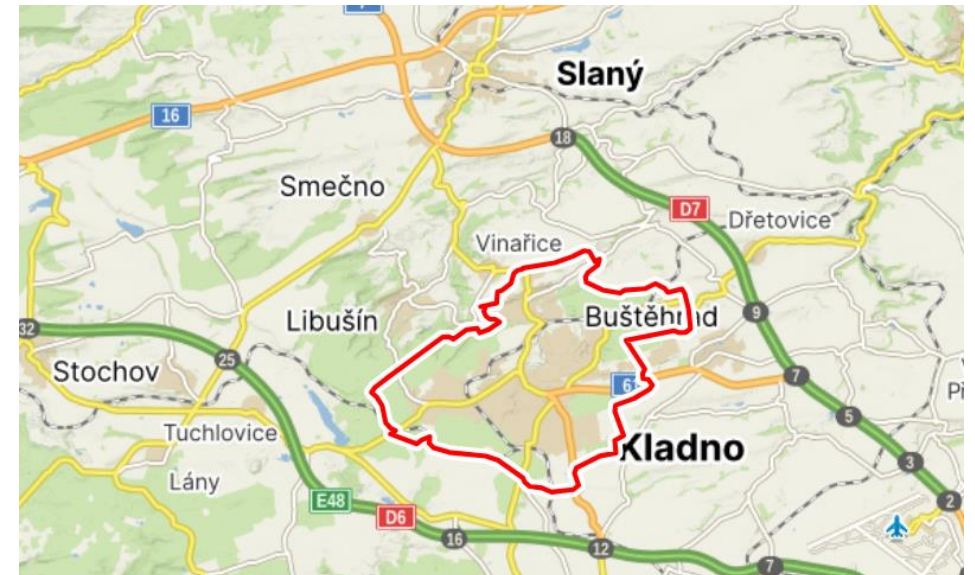 Slaný
16
18
Smečno
D7
Dřetovice
Vinařice
Libušín
Buštěhrad
9
32
25
Stochov
61
7
5
Tuchlovice
Kladno
3
Lány
E48
D6
2
16
12
7